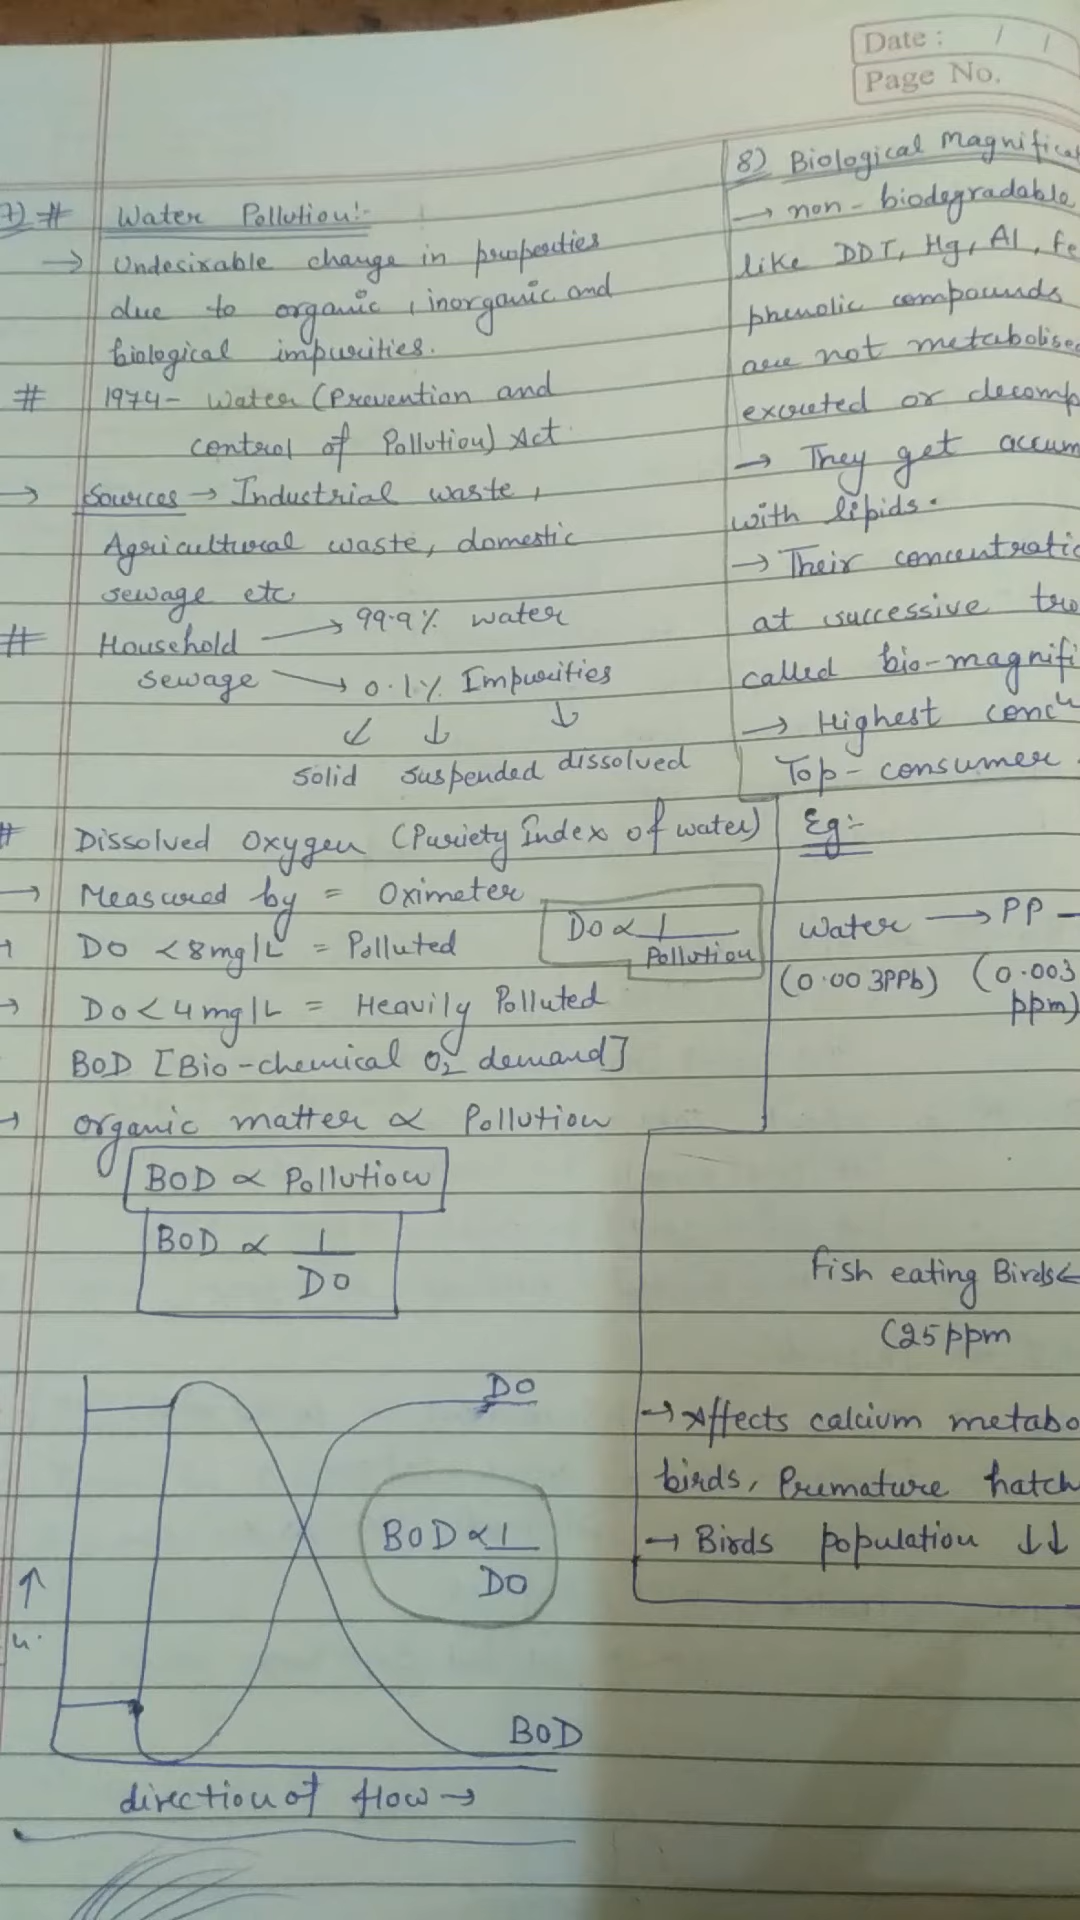 Date : / /
Page No.
7) # Water Pollution:-
→ Undesirable change in properties
due to organic, inorganic and
biological impurities.
# 1974- Water (Prevention and
control of Pollution) Act.
→ Sources → Industrial waste,
Agricultural waste, domestic
sewage etc.
# Household → 99.9% water
sewage → 0.1% Impurities
↙ ↓ ↓
solid suspended dissolved
# Dissolved Oxygen (Puriety Index of water)
→ Measured by = Oximeter
→ DO < 8mg/L = Polluted
DO ∝ 1
Pollution
→ DO < 4mg/L = Heavily Polluted
BOD [Bio-chemical O₂ demand]
→ organic matter ∝ Pollution
BOD ∝ Pollution
BOD ∝ 1
DO
DO
BOD ∝ 1
DO
↑
BOD
direction of flow →
8) Biological Magnificat
→ non-biodegradable
like DDT, Hg, Al, Fe
phenolic compounds
are not metabolised
excreted or decomp
→ They get accum
with lipids.
→ Their concentratio
at successive tro
called bio-magnifi
→ Highest concⁿ
Top-consumer.
Eg:-
Water → PP →
(0.003PPb) (0.003
ppm)
fish eating Birds ←
(25 ppm
→ Affects calcium metabo
birds, Premature hatch
→ Birds population ↓↓